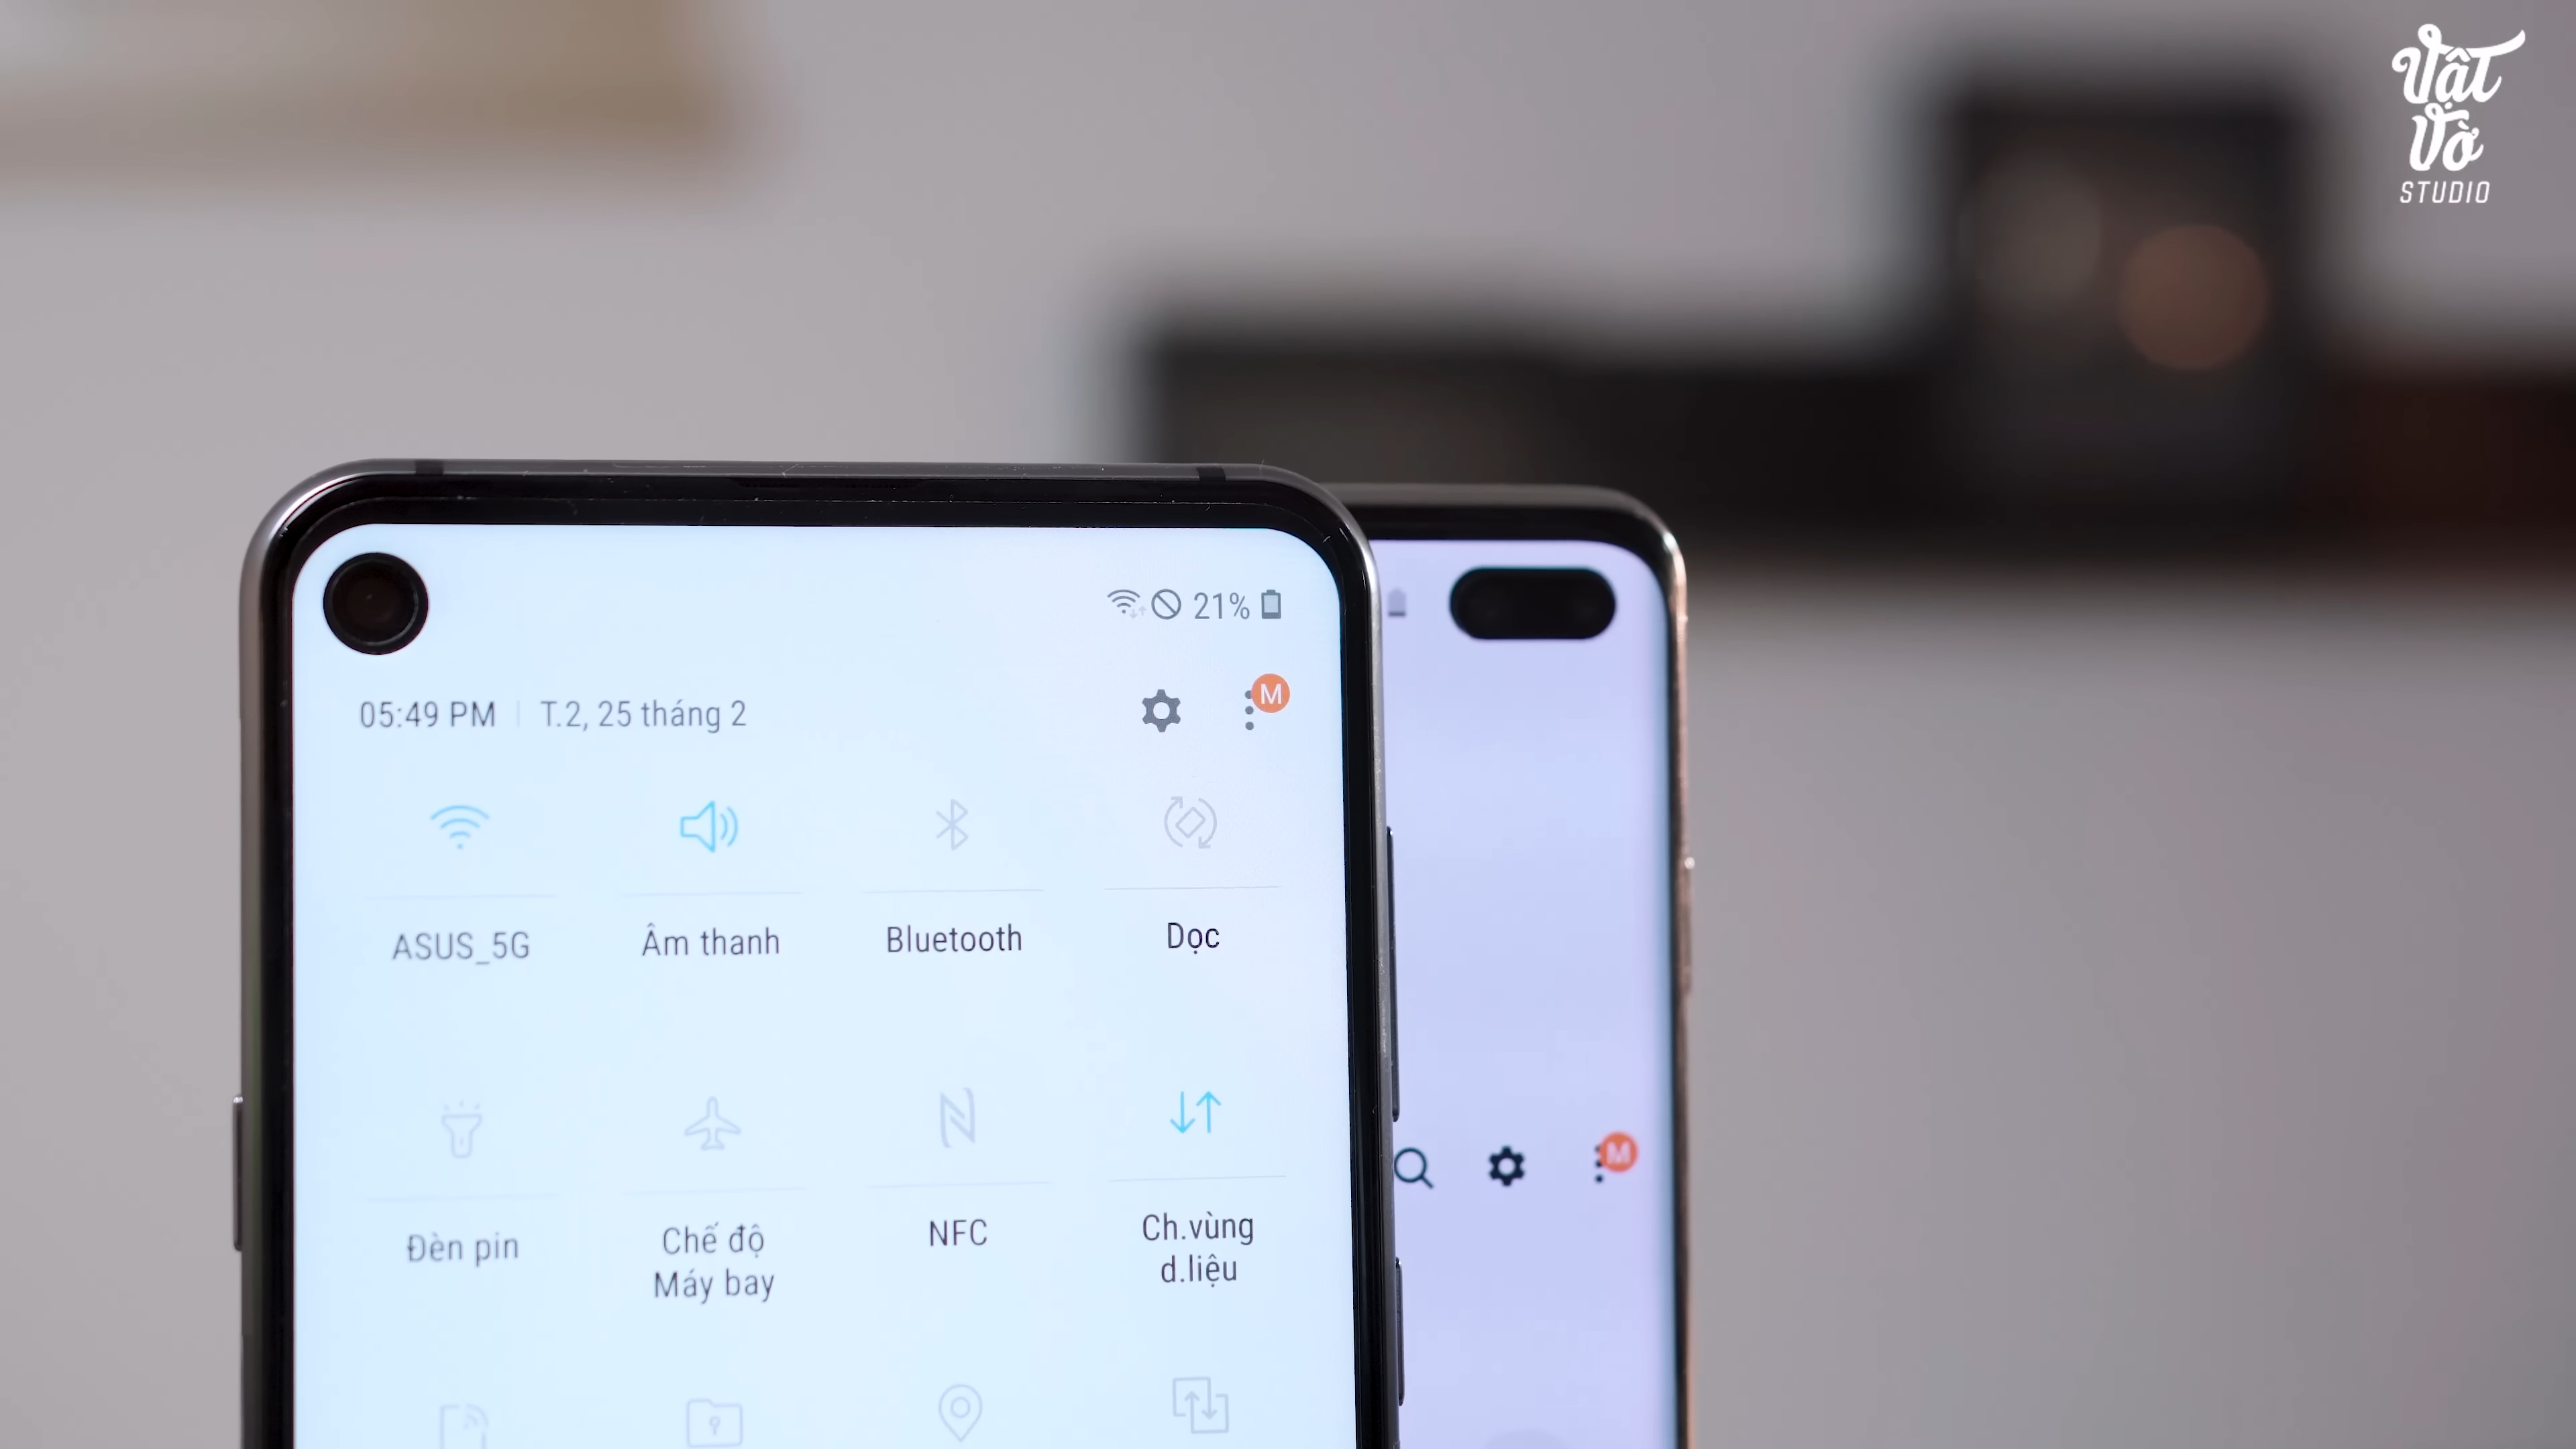 Vật
Vờ
STUDIO
21%
05:49 PM | T.2, 25 tháng 2
M
ASUS_5G
Âm thanh
Bluetooth
Dọc
M
Đèn pin
Chế độ
Máy bay
NFC
Ch.vùng
d.liệu